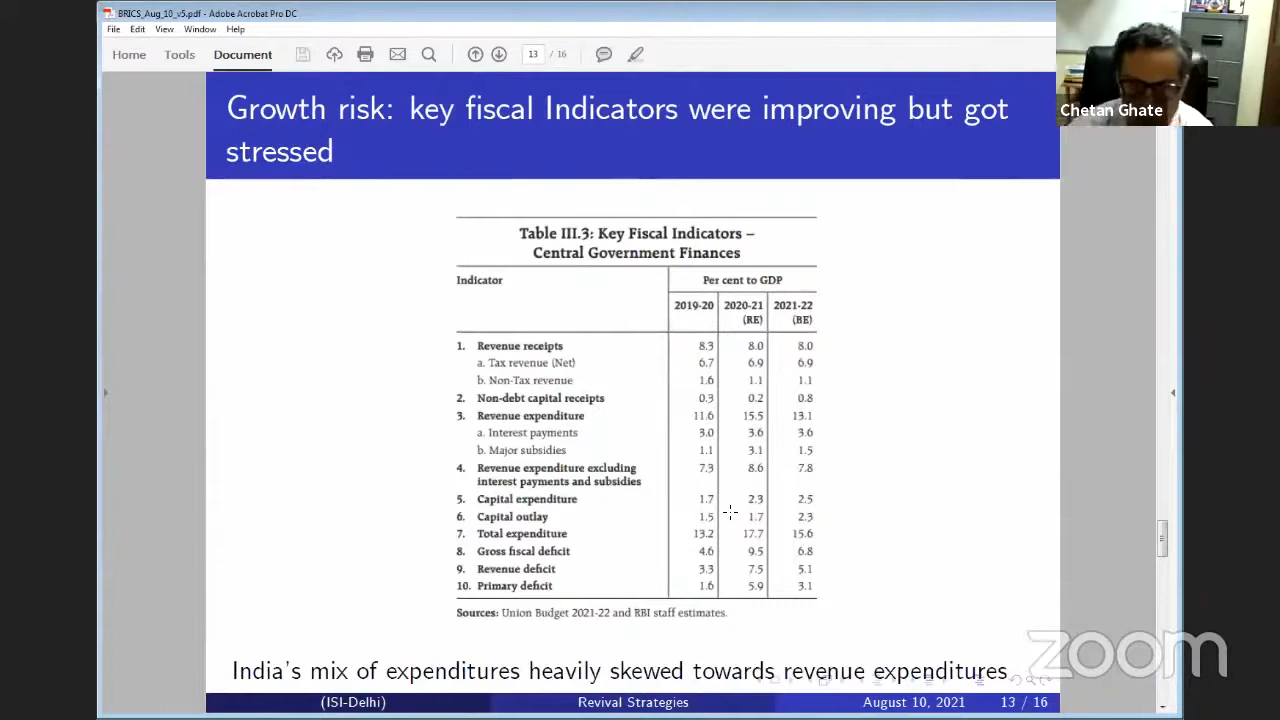 BRICS_Aug_10_v5.pdf - Adobe Acrobat Pro DC
File Edit View Window Help
Home Tools Document 13 / 16
Chetan Ghate
Growth risk: key fiscal Indicators were improving but got
stressed
Table III.3: Key Fiscal Indicators –
Central Government Finances
Indicator Per cent to GDP
2019-20 2020-21 (RE) 2021-22 (BE)
1. Revenue receipts 8.3 8.0 8.0
a. Tax revenue (Net) 6.7 6.9 6.9
b. Non-Tax revenue 1.6 1.1 1.1
2. Non-debt capital receipts 0.3 0.2 0.8
3. Revenue expenditure 11.6 15.5 13.1
a. Interest payments 3.0 3.6 3.6
b. Major subsidies 1.1 3.1 1.5
4. Revenue expenditure excluding 7.3 8.6 7.8
interest payments and subsidies
5. Capital expenditure 1.7 2.3 2.5
6. Capital outlay 1.5 1.7 2.3
7. Total expenditure 13.2 17.7 15.6
8. Gross fiscal deficit 4.6 9.5 6.8
9. Revenue deficit 3.3 7.5 5.1
10. Primary deficit 1.6 5.9 3.1
Sources: Union Budget 2021-22 and RBI staff estimates.
India's mix of expenditures heavily skewed towards revenue expenditures
zoom
(ISI-Delhi) Revival Strategies August 10, 2021 13 / 16